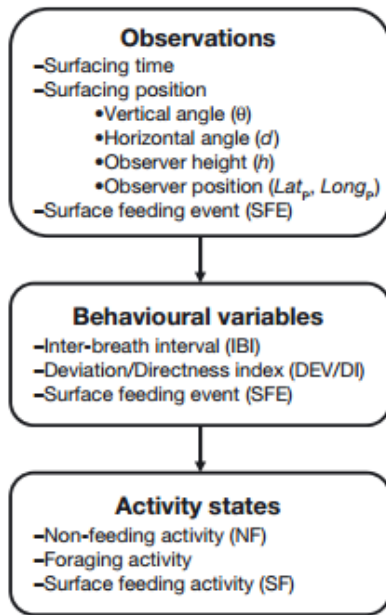 Observations
–Surfacing time
–Surfacing position
•Vertical angle (θ)
•Horizontal angle (d)
•Observer height (h)
•Observer position (Latₚ, Longₚ)
–Surface feeding event (SFE)
Behavioural variables
–Inter-breath interval (IBI)
–Deviation/Directness index (DEV/DI)
–Surface feeding event (SFE)
Activity states
–Non-feeding activity (NF)
–Foraging activity
–Surface feeding activity (SF)